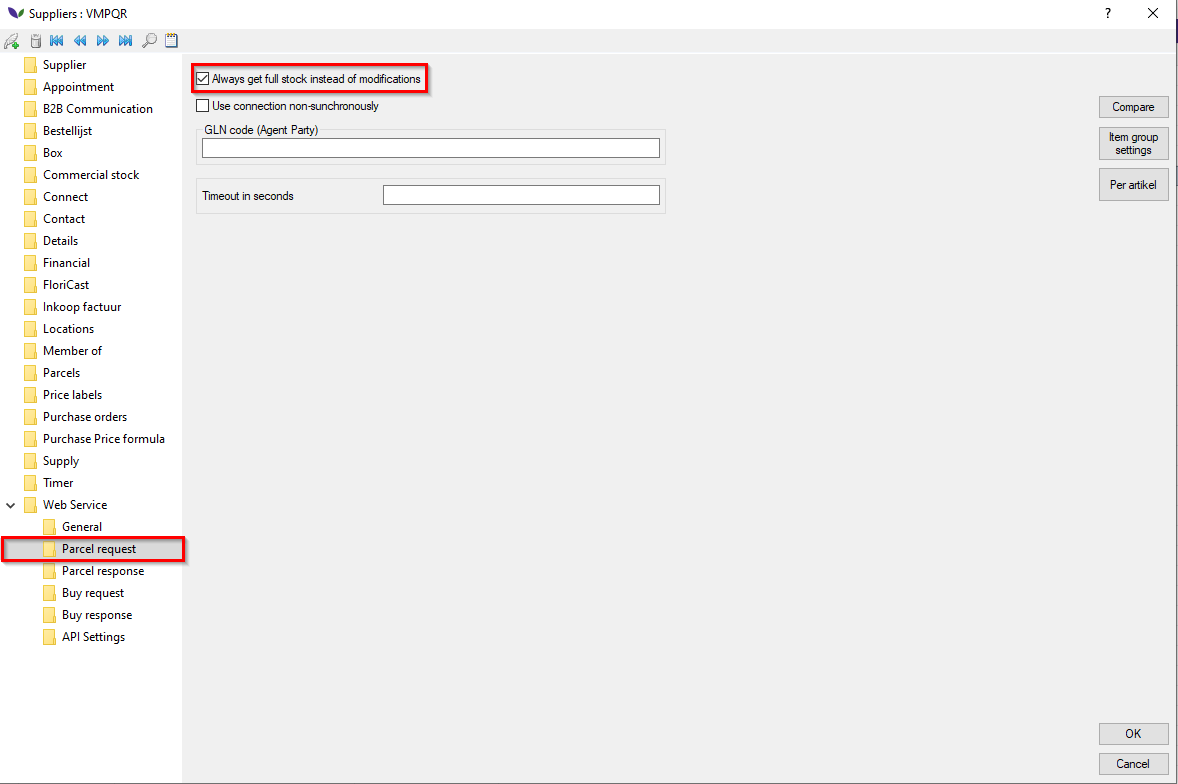 Suppliers : VMPQR
?
Supplier
Appointment
B2B Communication
Bestellijst
Box
Commercial stock
Connect
Contact
Details
Financial
FloriCast
Inkoop factuur
Locations
Member of
Parcels
Price labels
Purchase orders
Purchase Price formula
Supply
Timer
Web Service
General
Parcel request
Parcel response
Buy request
Buy response
API Settings
Always get full stock instead of modifications
Use connection non-sunchronously
GLN code (Agent Party)
Timeout in seconds
Compare
Item group
settings
Per artikel
OK
Cancel